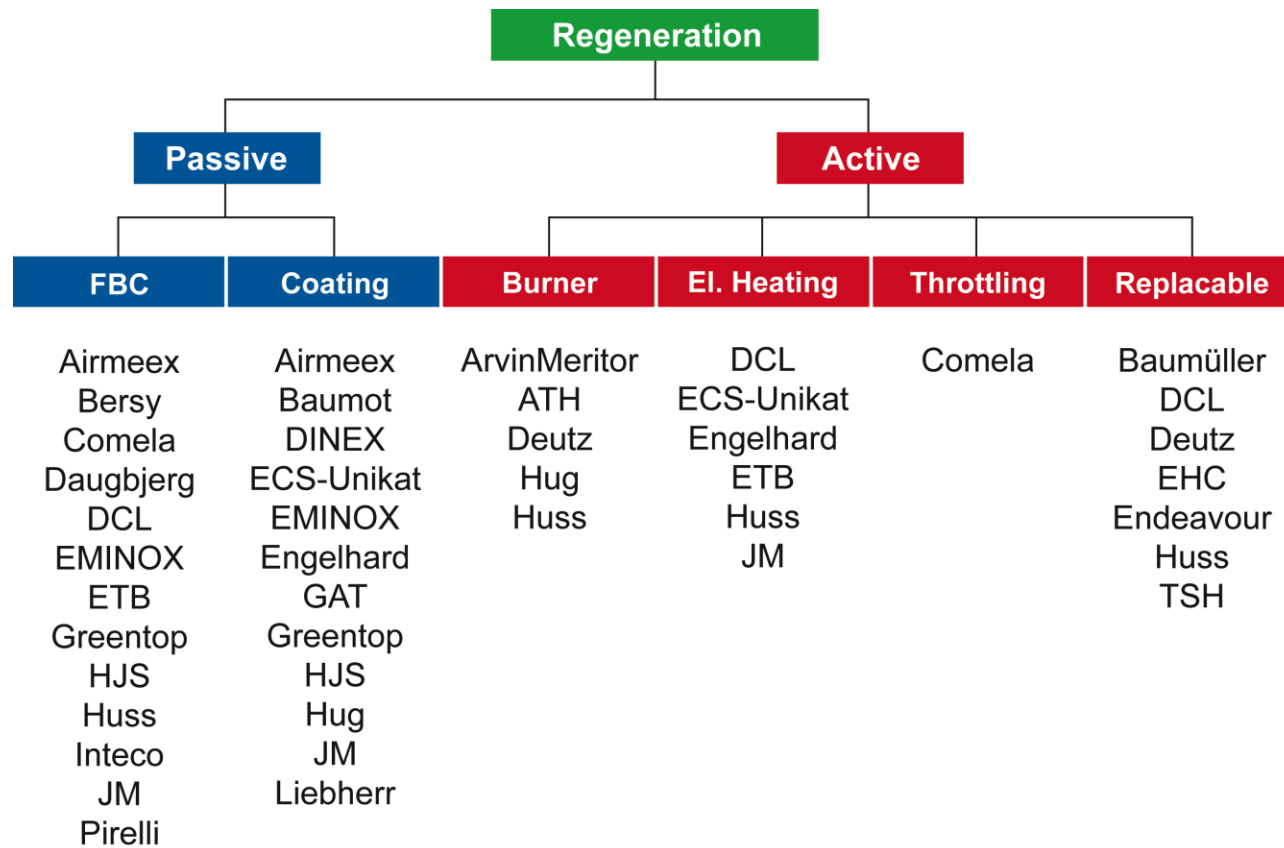 Regeneration
Passive
Active
FBC
Coating
Burner
El. Heating
Throttling
Replacable
Airmeex
Bersy
Comela
Daugbjerg
DCL
EMINOX
ETB
Greentop
HJS
Huss
Inteco
JM
Pirelli
Airmeex
Baumot
DINEX
ECS-Unikat
EMINOX
Engelhard
GAT
Greentop
HJS
Hug
JM
Liebherr
ArvinMeritor
ATH
Deutz
Hug
Huss
DCL
ECS-Unikat
Engelhard
ETB
Huss
JM
Comela
Baumüller
DCL
Deutz
EHC
Endeavour
Huss
TSH